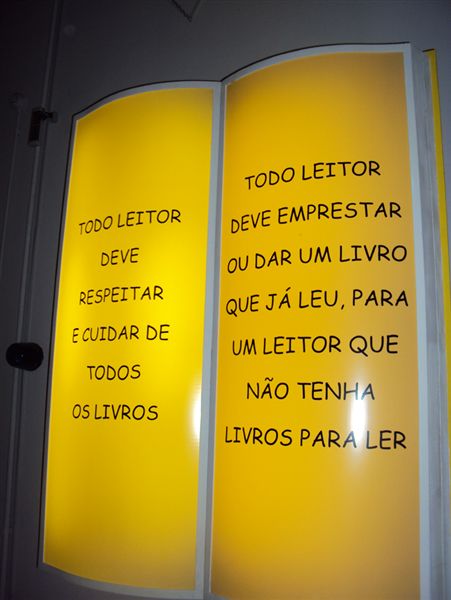 TODO LEITOR
DEVE
RESPEITAR
E CUIDAR DE
TODOS
OS LIVROS
TODO LEITOR
DEVE EMPRESTAR
OU DAR UM LIVRO
QUE JÁ LEU, PARA
UM LEITOR QUE
NÃO TENHA
LIVROS PARA LER